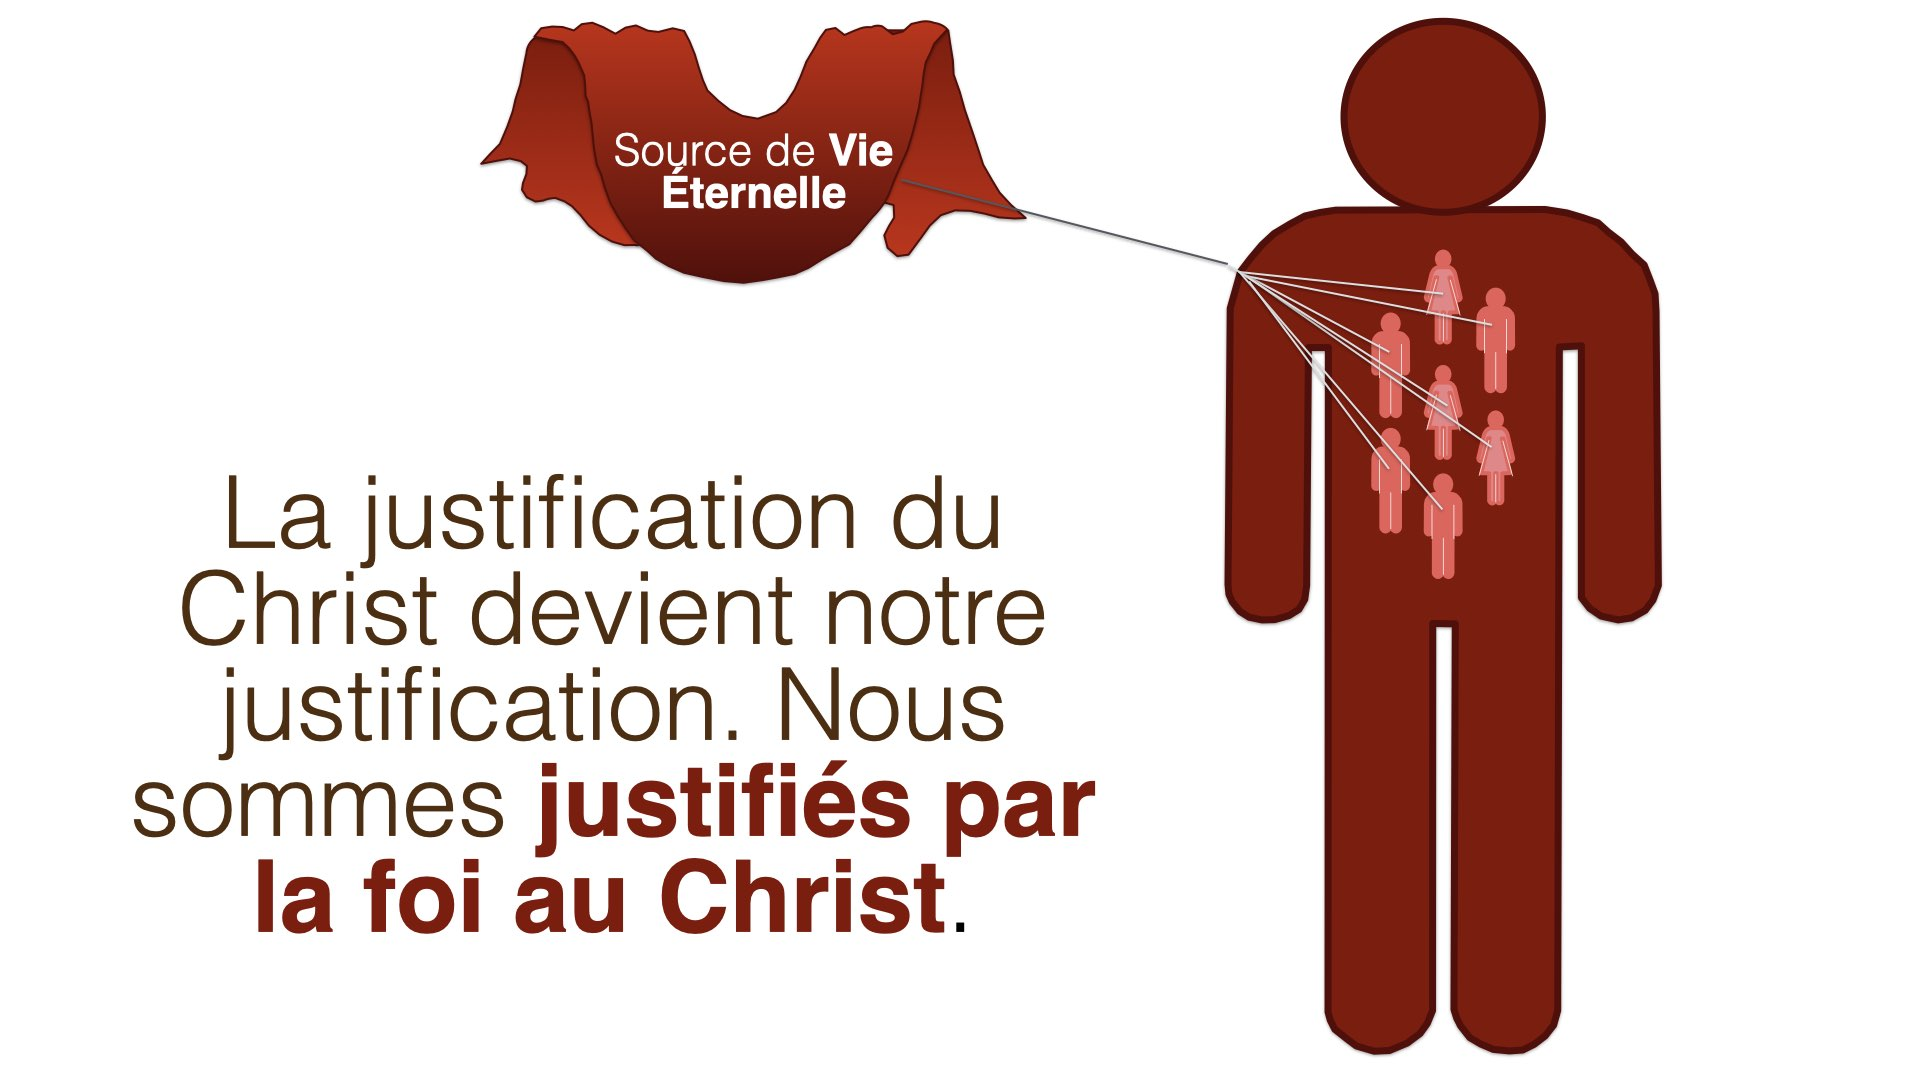 Source de Vie
Éternelle
La justification du
Christ devient notre
justification. Nous
sommes justifiés par
la foi au Christ.